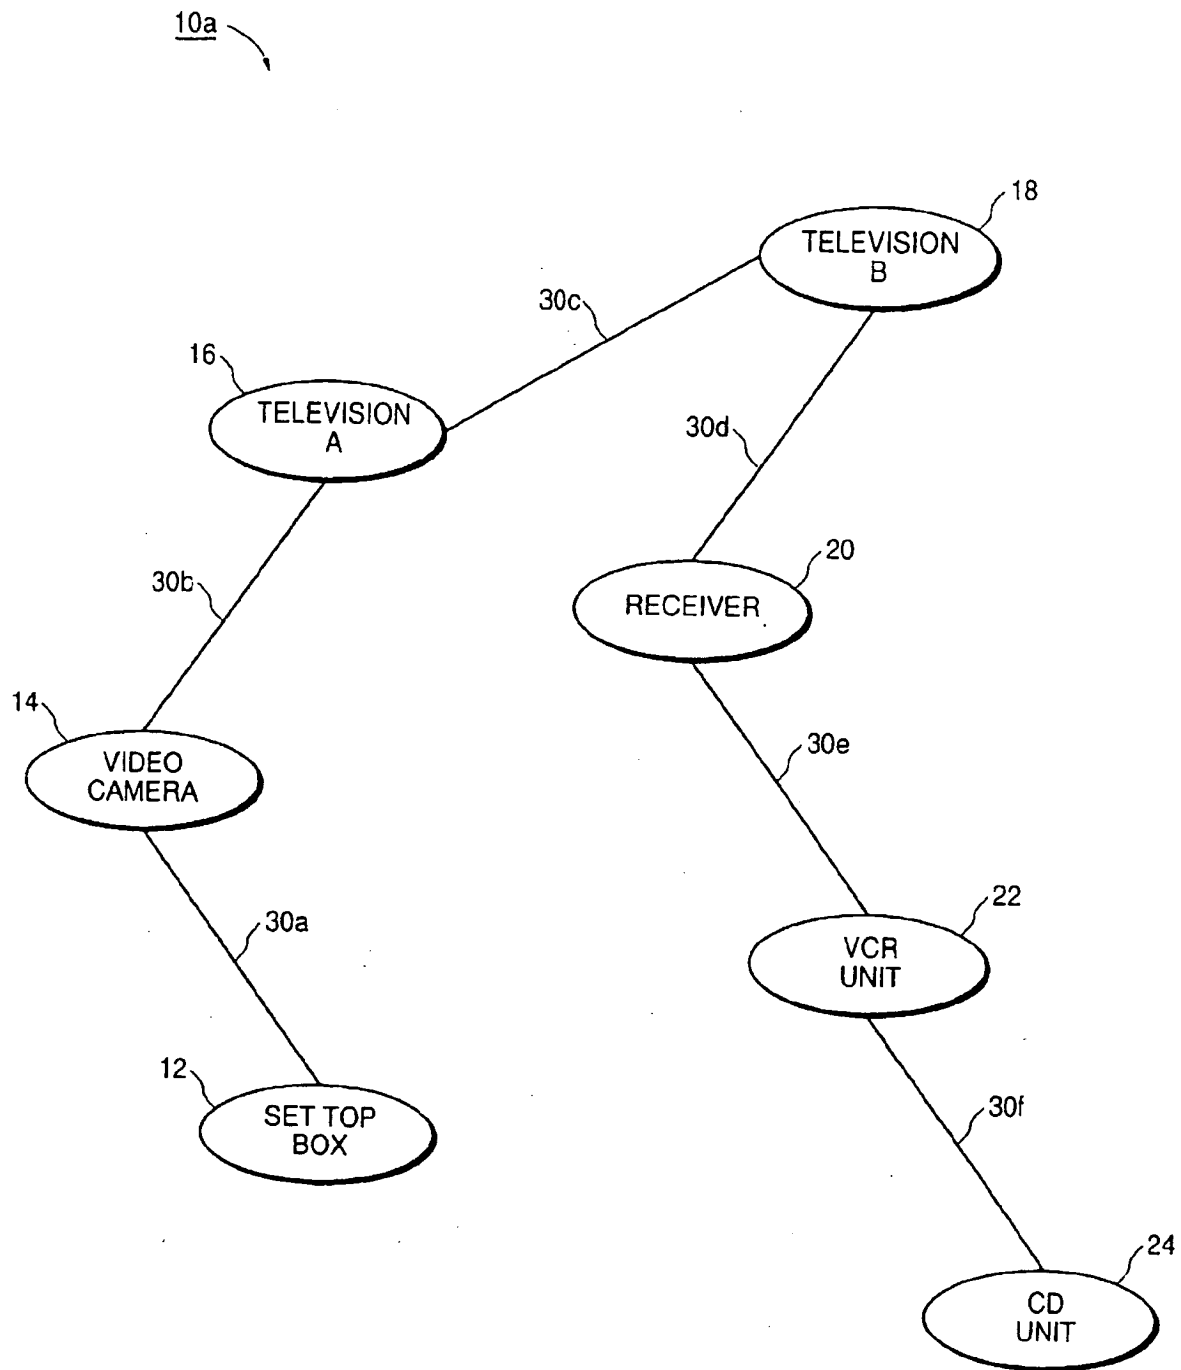 10a
18
TELEVISION
B
30c
16
TELEVISION
A
30d
20
RECEIVER
30b
14
VIDEO
CAMERA
30e
22
VCR
UNIT
30a
12
SET TOP
BOX
30f
24
CD
UNIT